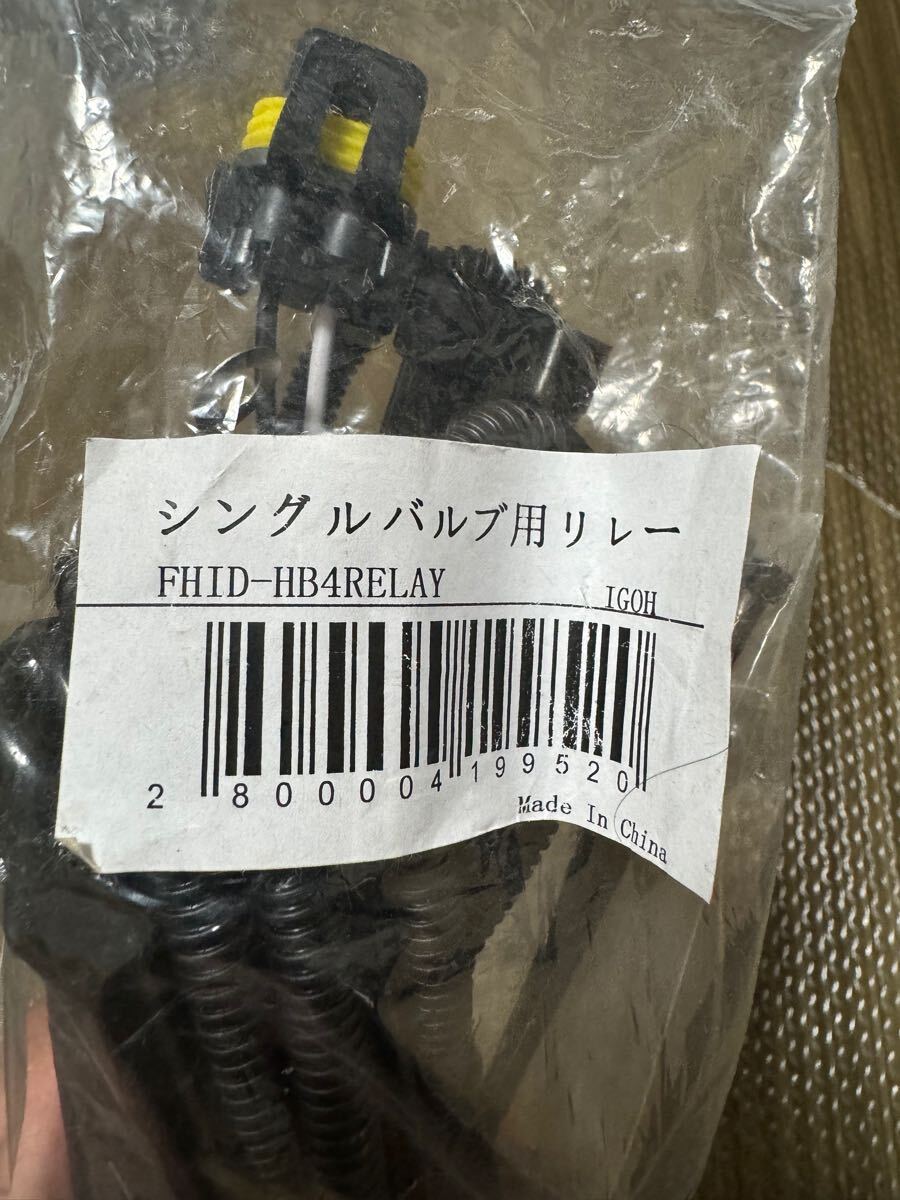 シングルバルブ用リレー
FHID-HB4RELAY
IGOH
2 800004 199520
Made In China